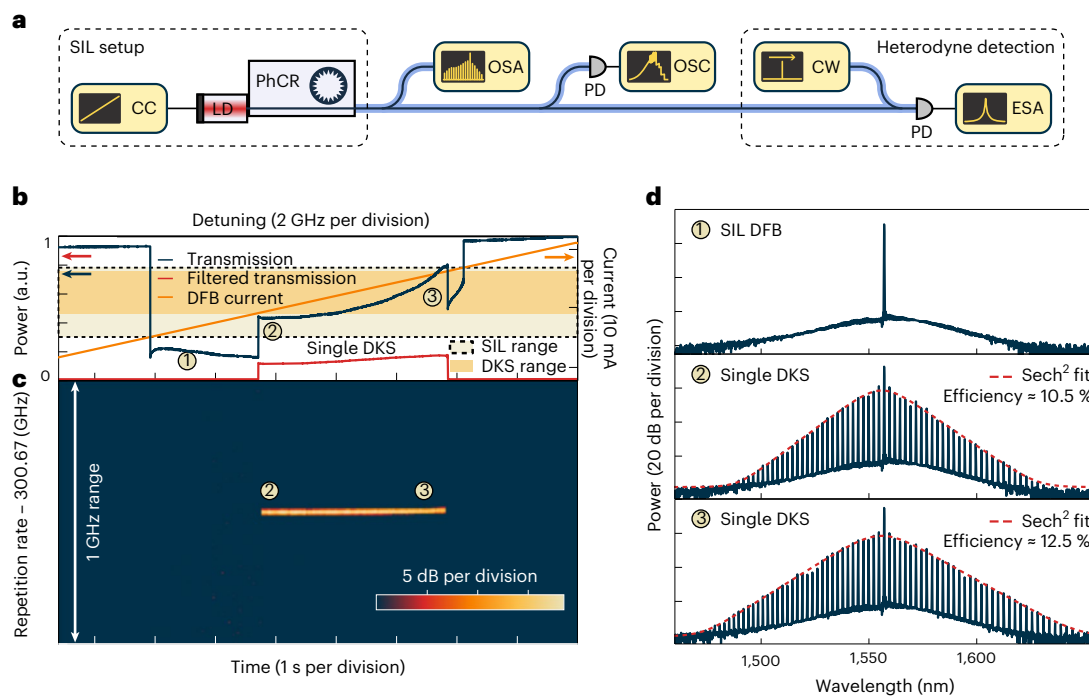 a
SIL setup
CC
LD
PhCR
OSA
PD
OSC
Heterodyne detection
CW
PD
ESA
b
Detuning (2 GHz per division)
Power (a.u.)
1
0
Transmission
Filtered transmission
DFB current
1
2
3
Single DKS
SIL range
DKS range
Current (10 mA
per division)
c
Repetition rate – 300.67 (GHz)
1 GHz range
2
3
5 dB per division
Time (1 s per division)
d
Power (20 dB per division)
1 SIL DFB
2 Single DKS
Sech² fit
Efficiency ≈ 10.5 %
3 Single DKS
Sech² fit
Efficiency ≈ 12.5 %
1,500
1,550
1,600
Wavelength (nm)